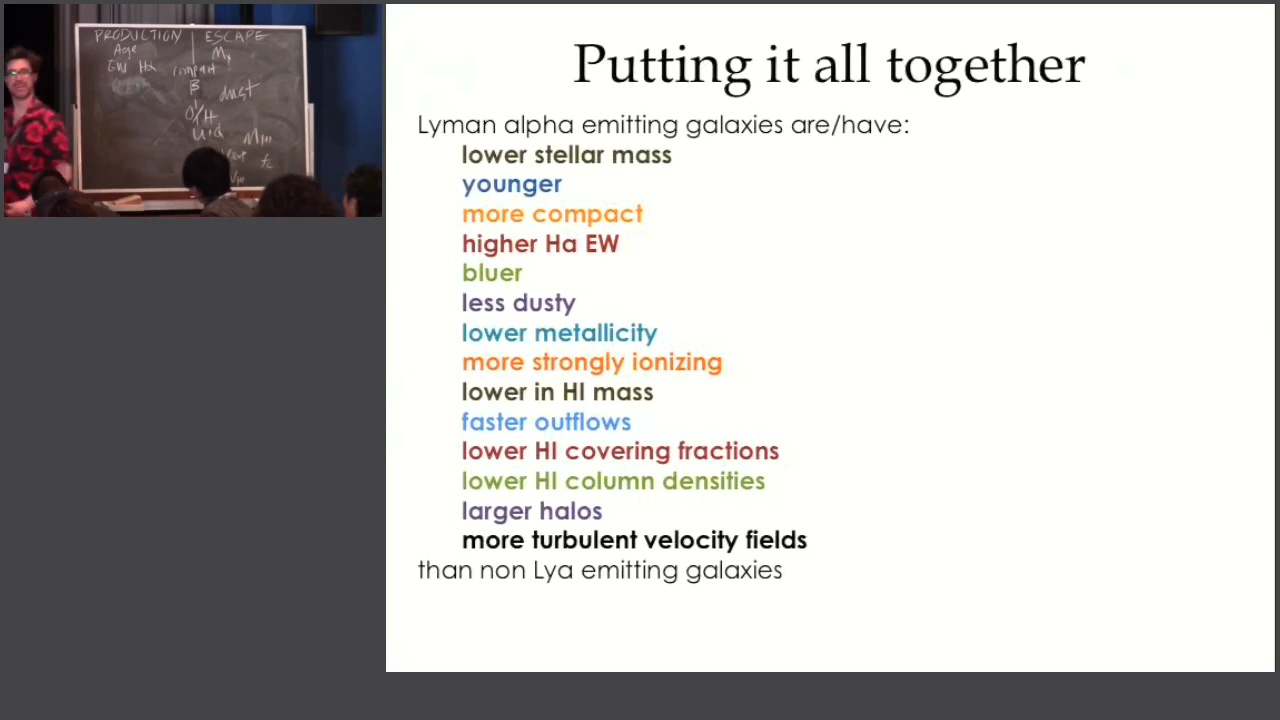 PRODUCTION | ESCAPE
Age M*
EW Hα compact
β dust
O/H
M HI
fc
Putting it all together
Lyman alpha emitting galaxies are/have:
lower stellar mass
younger
more compact
higher Ha EW
bluer
less dusty
lower metallicity
more strongly ionizing
lower in HI mass
faster outflows
lower HI covering fractions
lower HI column densities
larger halos
more turbulent velocity fields
than non Lya emitting galaxies